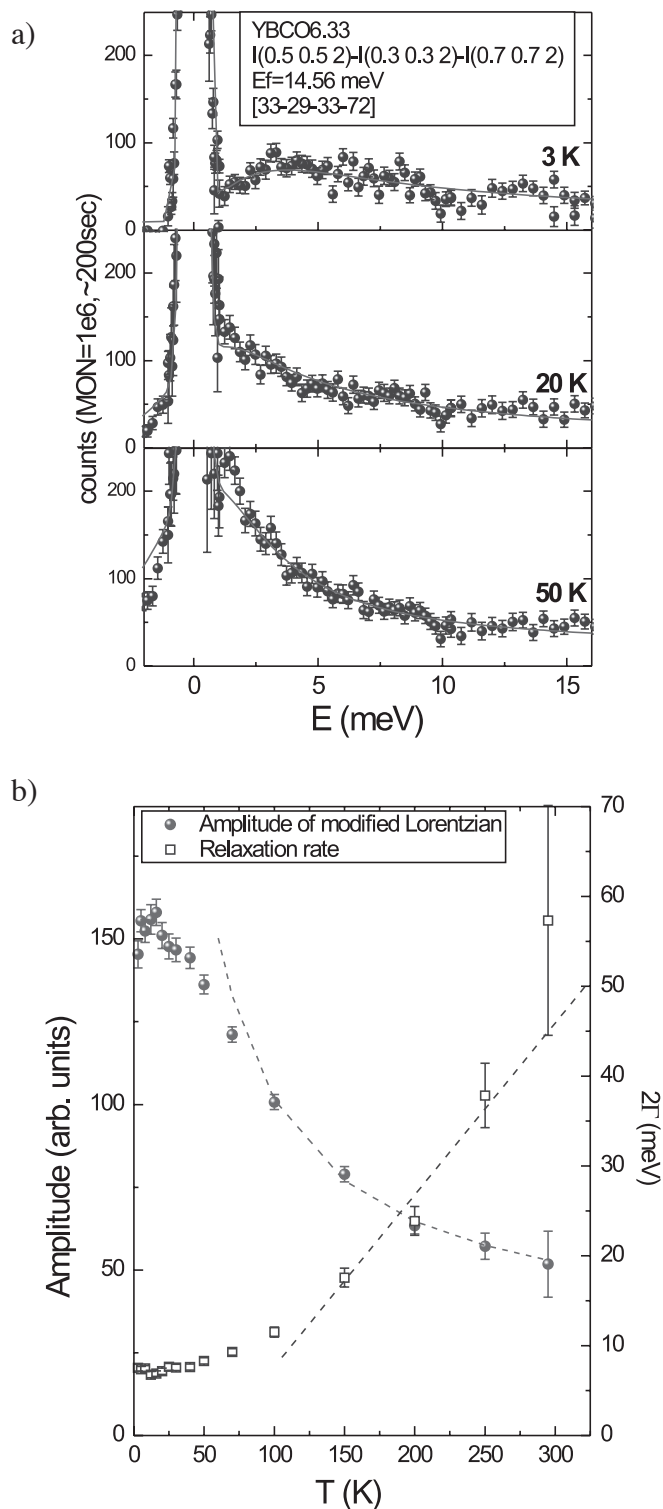 a)
YBCO6.33
I(0.5 0.5 2)-I(0.3 0.3 2)-I(0.7 0.7 2)
Ef=14.56 meV
[33-29-33-72]
200
100
0
3 K
200
100
0
20 K
200
100
0
50 K
counts (MON=1e6,~200sec)
0 5 10 15
E (meV)
b)
Amplitude of modified Lorentzian
Relaxation rate
150
100
50
0
Amplitude (arb. units)
70
60
50
40
30
20
10
0
2Γ (meV)
0 50 100 150 200 250 300
T (K)